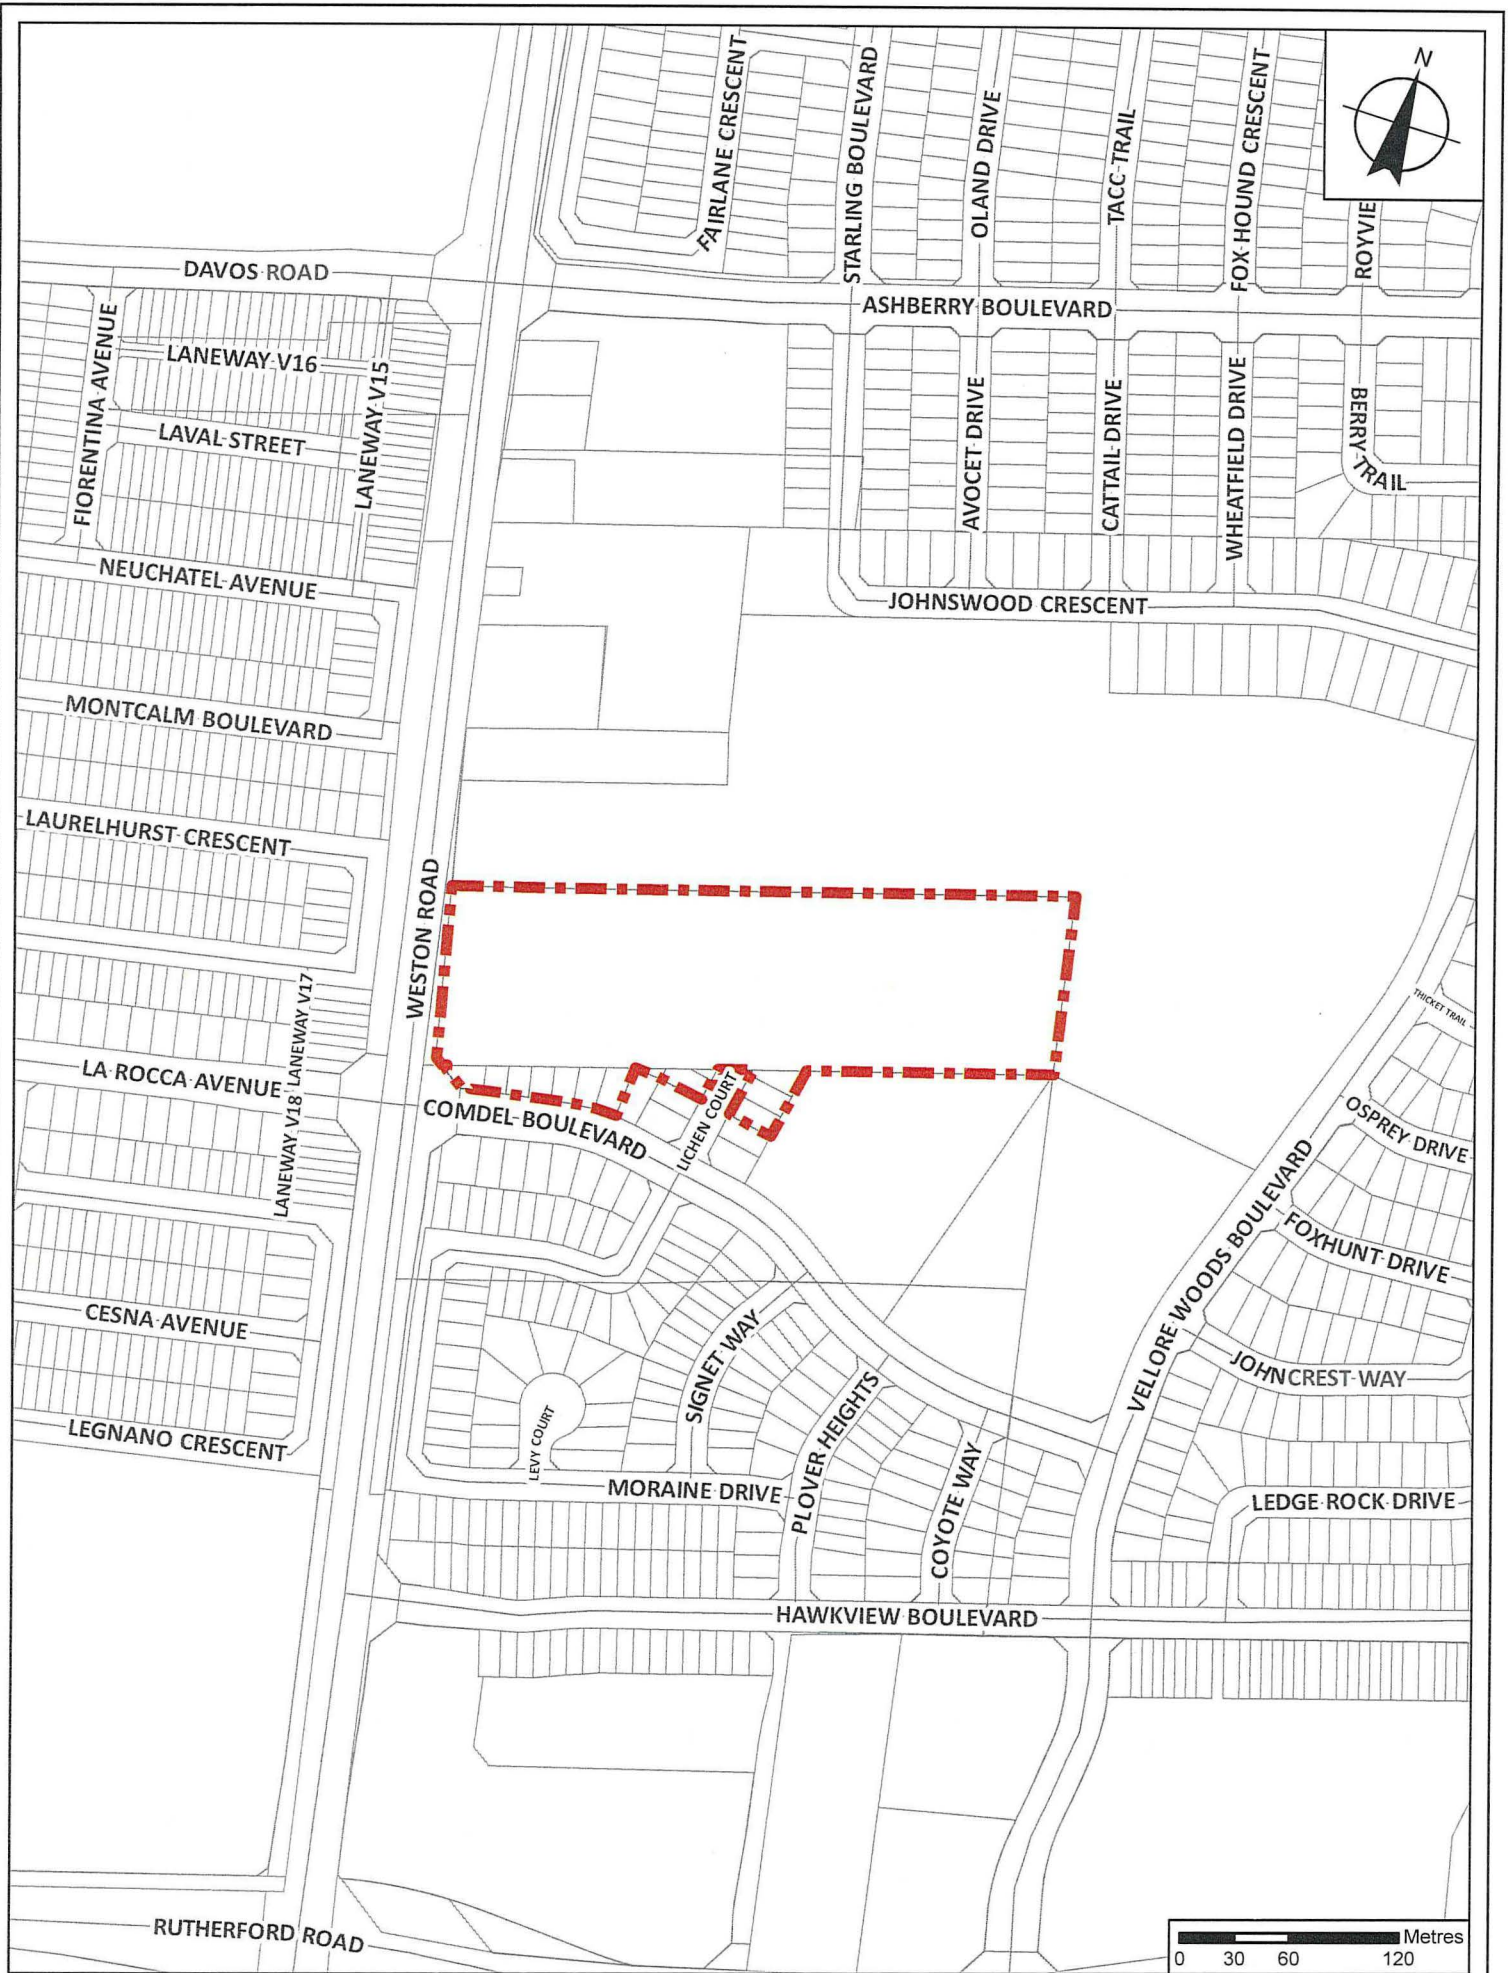 N
FAIRLANE CRESCENT
STARLING BOULEVARD
OLAND DRIVE
TACC TRAIL
FOX HOUND CRESCENT
ROYVIE
DAVOS ROAD
ASHBERRY BOULEVARD
FIORENTINA AVENUE
LANEWAY V16
LANEWAY V15
LAVAL STREET
AVOCET DRIVE
CATTAIL DRIVE
WHEATFIELD DRIVE
BERRY TRAIL
NEUCHATEL AVENUE
JOHNSWOOD CRESCENT
MONTCALM BOULEVARD
LAURELHURST CRESCENT
WESTON ROAD
LANEWAY V17
THICKET TRAIL
LA ROCCA AVENUE
LANEWAY V18
COMDEL BOULEVARD
LICHEN COURT
OSPREY DRIVE
VELLORE WOODS BOULEVARD
FOXHUNT DRIVE
CESNA AVENUE
SIGNET WAY
JOHNCREST WAY
LEGNANO CRESCENT
LEVY COURT
PLOVER HEIGHTS
COYOTE WAY
MORAINE DRIVE
LEDGE ROCK DRIVE
HAWKVIEW BOULEVARD
RUTHERFORD ROAD
Metres
0 30 60 120